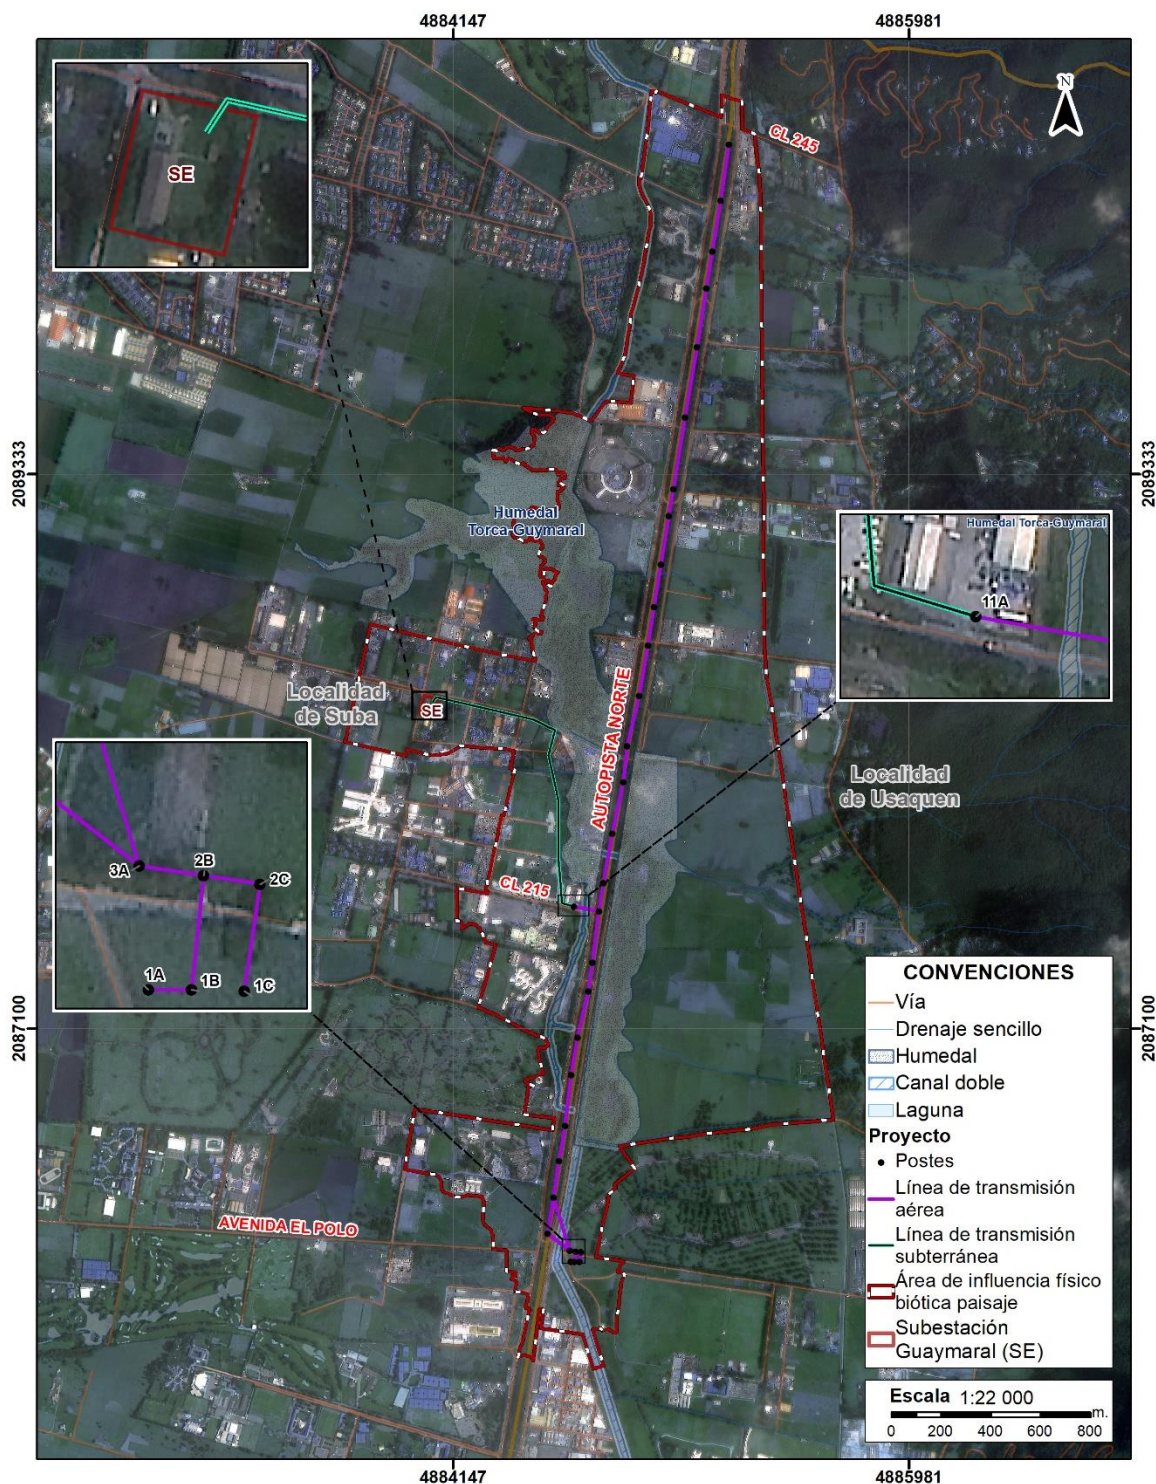 4884147
4885981
N
CL 245
SE
2089333
2089333
Humedal
Torca-Guymaral
Humedal Torca-Guymaral
11A
Localidad
de Suba
SE
AUTOPISTA NORTE
Localidad
de Usaquen
3A
2B
2C
1A
1B
1C
CL 215
2087100
2087100
AVENIDA EL POLO
CONVENCIONES
Vía
Drenaje sencillo
Humedal
Canal doble
Laguna
Proyecto
Postes
Línea de transmisión
aérea
Línea de transmisión
subterránea
Área de influencia físico
biótica paisaje
Subestación
Guaymaral (SE)
Escala 1:22 000
m.
0 200 400 600 800
4884147
4885981